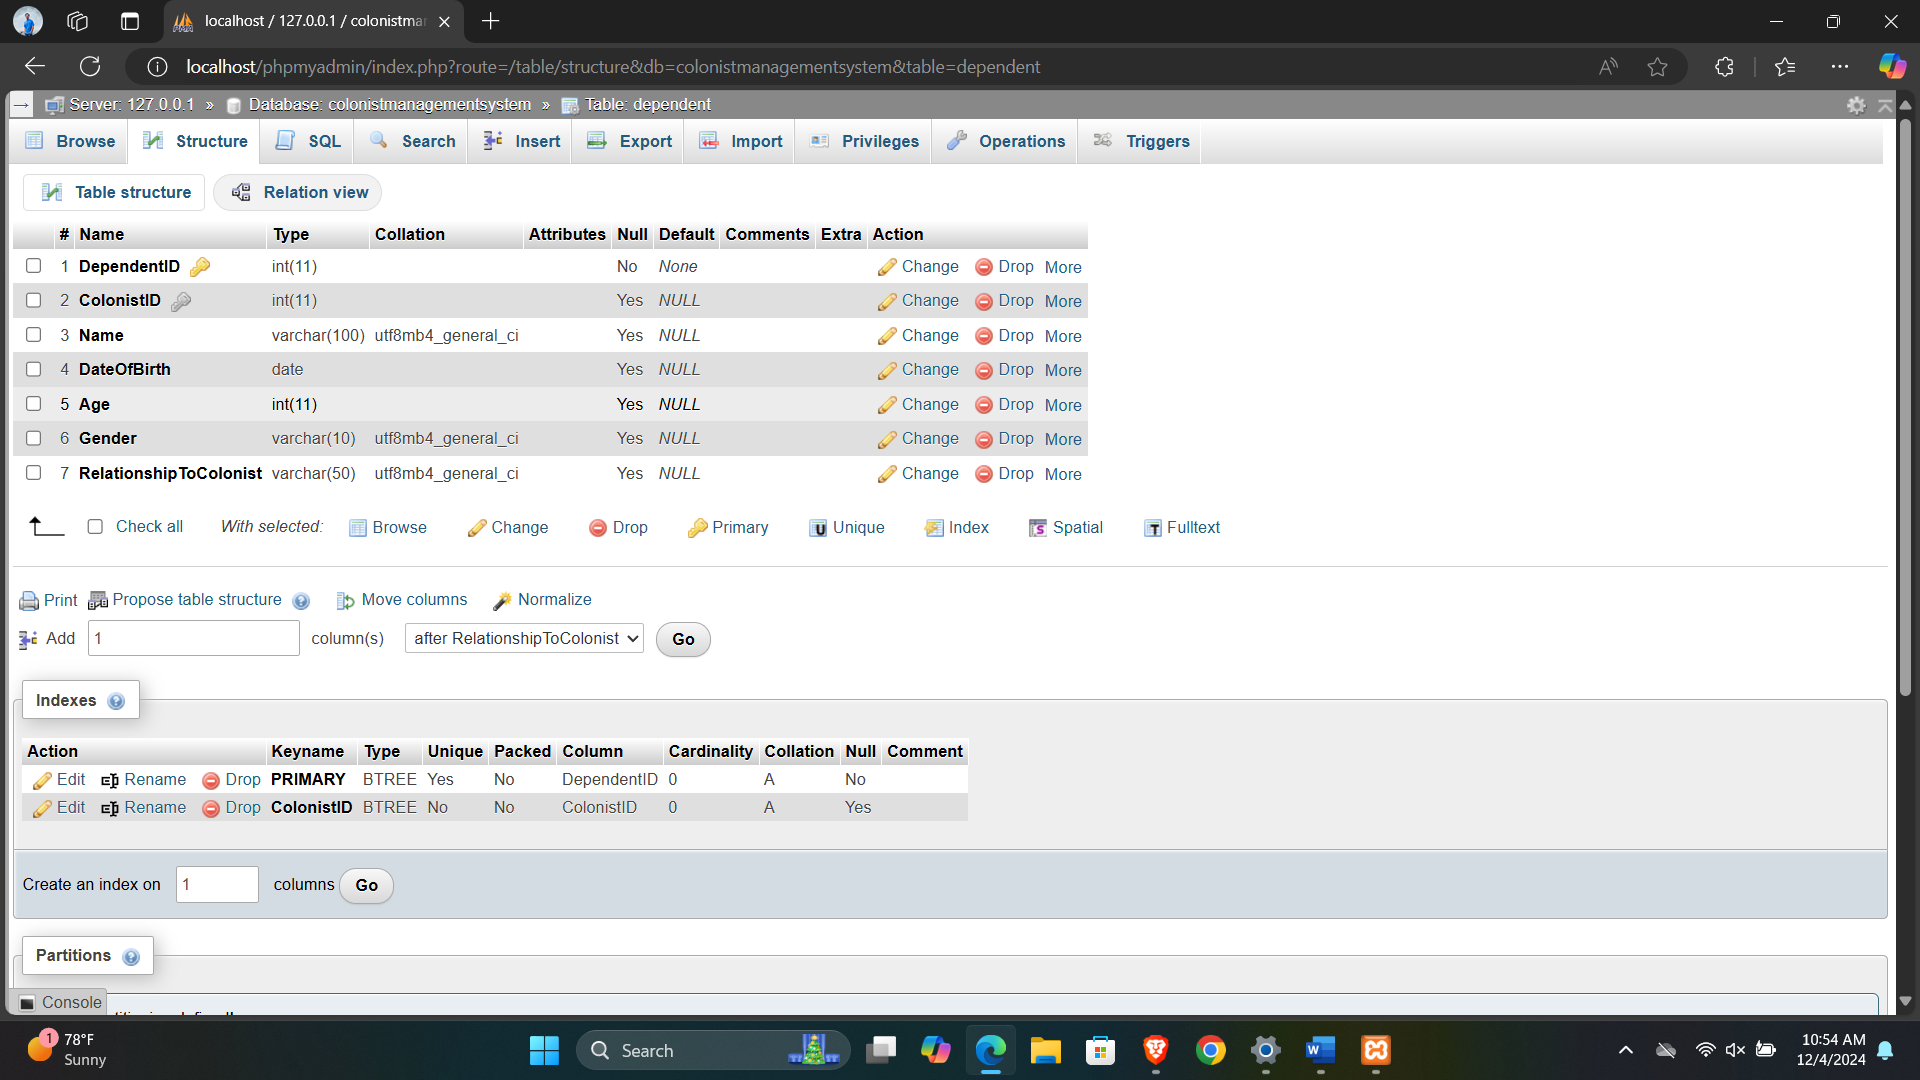 localhost / 127.0.0.1 / colonistmar
localhost/phpmyadmin/index.php?route=/table/structure&db=colonistmanagementsystem&table=dependent
Server: 127.0.0.1 » Database: colonistmanagementsystem » Table: dependent
Browse Structure SQL Search Insert Export Import Privileges Operations Triggers
Table structure Relation view
# Name Type Collation Attributes Null Default Comments Extra Action
1 DependentID int(11) No None Change Drop More
2 ColonistID int(11) Yes NULL Change Drop More
3 Name varchar(100) utf8mb4_general_ci Yes NULL Change Drop More
4 DateOfBirth date Yes NULL Change Drop More
5 Age int(11) Yes NULL Change Drop More
6 Gender varchar(10) utf8mb4_general_ci Yes NULL Change Drop More
7 RelationshipToColonist varchar(50) utf8mb4_general_ci Yes NULL Change Drop More
Check all With selected: Browse Change Drop Primary Unique Index Spatial Fulltext
Print Propose table structure Move columns Normalize
Add 1 column(s) after RelationshipToColonist Go
Indexes
Action Keyname Type Unique Packed Column Cardinality Collation Null Comment
Edit Rename Drop PRIMARY BTREE Yes No DependentID 0 A No
Edit Rename Drop ColonistID BTREE No No ColonistID 0 A Yes
Create an index on 1 columns Go
Partitions
Console
1 78°F
Sunny
Search
10:54 AM
12/4/2024